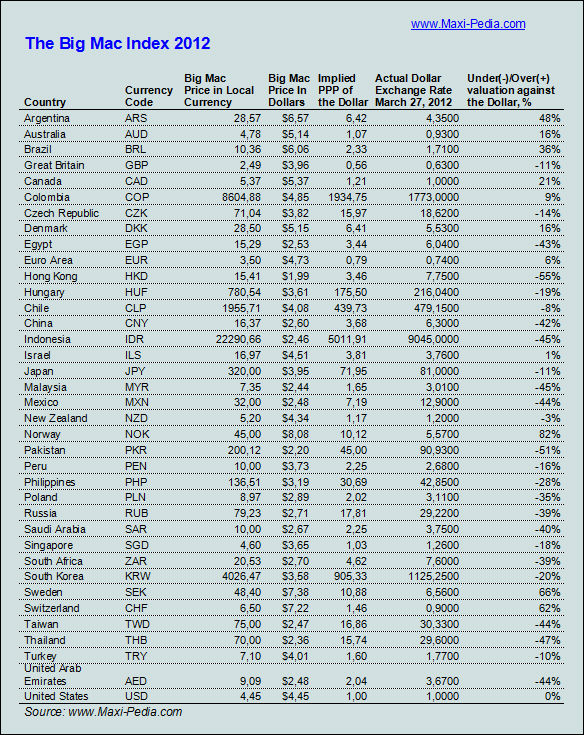 www.Maxi-Pedia.com
The Big Mac Index 2012
Big Mac Big Mac Implied Actual Dollar Under(-)/Over(+)
Currency Price in Local Price In PPP of Exchange Rate valuation against
Country Code Currency Dollars the Dollar March 27, 2012 the Dollar, %
Argentina ARS 28,57 $6,57 6,42 4,3500 48%
Australia AUD 4,78 $5,14 1,07 0,9300 16%
Brazil BRL 10,36 $6,06 2,33 1,7100 36%
Great Britain GBP 2,49 $3,96 0,56 0,6300 -11%
Canada CAD 5,37 $5,37 1,21 1,0000 21%
Colombia COP 8604,88 $4,85 1934,75 1773,0000 9%
Czech Republic CZK 71,04 $3,82 15,97 18,6200 -14%
Denmark DKK 28,50 $5,15 6,41 5,5300 16%
Egypt EGP 15,29 $2,53 3,44 6,0400 -43%
Euro Area EUR 3,50 $4,73 0,79 0,7400 6%
Hong Kong HKD 15,41 $1,99 3,46 7,7500 -55%
Hungary HUF 780,54 $3,61 175,50 216,0400 -19%
Chile CLP 1955,71 $4,08 439,73 479,1500 -8%
China CNY 16,37 $2,60 3,68 6,3000 -42%
Indonesia IDR 22290,66 $2,46 5011,91 9045,0000 -45%
Israel ILS 16,97 $4,51 3,81 3,7600 1%
Japan JPY 320,00 $3,95 71,95 81,0000 -11%
Malaysia MYR 7,35 $2,44 1,65 3,0100 -45%
Mexico MXN 32,00 $2,48 7,19 12,9000 -44%
New Zealand NZD 5,20 $4,34 1,17 1,2000 -3%
Norway NOK 45,00 $8,08 10,12 5,5700 82%
Pakistan PKR 200,12 $2,20 45,00 90,9300 -51%
Peru PEN 10,00 $3,73 2,25 2,6800 -16%
Philippines PHP 136,51 $3,19 30,69 42,8500 -28%
Poland PLN 8,97 $2,89 2,02 3,1100 -35%
Russia RUB 79,23 $2,71 17,81 29,2200 -39%
Saudi Arabia SAR 10,00 $2,67 2,25 3,7500 -40%
Singapore SGD 4,60 $3,65 1,03 1,2600 -18%
South Africa ZAR 20,53 $2,70 4,62 7,6000 -39%
South Korea KRW 4026,47 $3,58 905,33 1125,2500 -20%
Sweden SEK 48,40 $7,38 10,88 6,5600 66%
Switzerland CHF 6,50 $7,22 1,46 0,9000 62%
Taiwan TWD 75,00 $2,47 16,86 30,3300 -44%
Thailand THB 70,00 $2,36 15,74 29,6000 -47%
Turkey TRY 7,10 $4,01 1,60 1,7700 -10%
United Arab
Emirates AED 9,09 $2,48 2,04 3,6700 -44%
United States USD 4,45 $4,45 1,00 1,0000 0%
Source: www.Maxi-Pedia.com